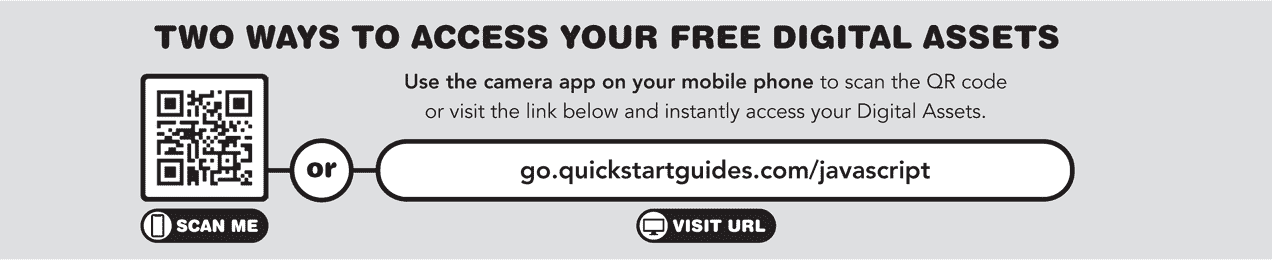 TWO WAYS TO ACCESS YOUR FREE DIGITAL ASSETS
Use the camera app on your mobile phone to scan the QR code
or visit the link below and instantly access your Digital Assets.
or
go.quickstartguides.com/javascript
SCAN ME
VISIT URL